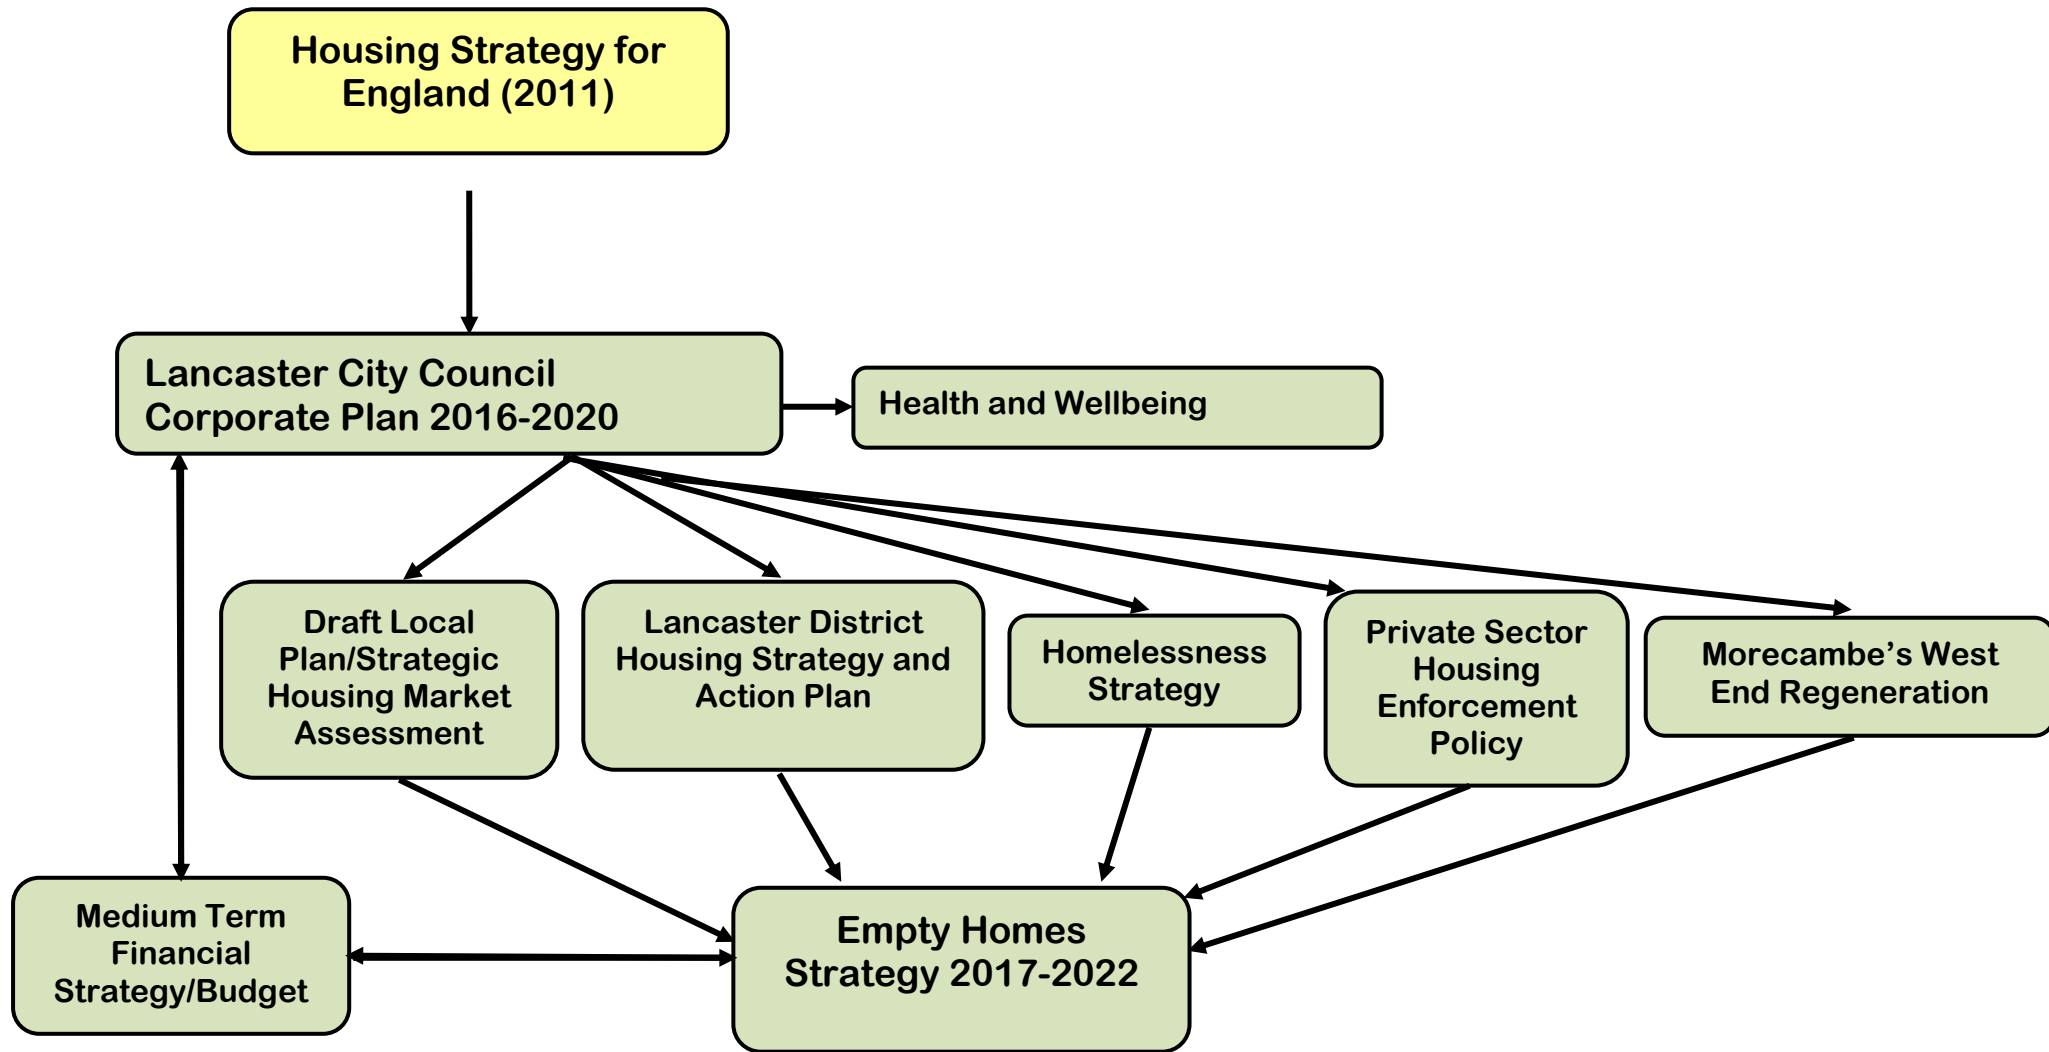 Housing Strategy for
England (2011)
Lancaster City Council
Corporate Plan 2016-2020
Health and Wellbeing
Draft Local
Plan/Strategic
Housing Market
Assessment
Lancaster District
Housing Strategy and
Action Plan
Homelessness
Strategy
Private Sector
Housing
Enforcement
Policy
Morecambe’s West
End Regeneration
Medium Term
Financial
Strategy/Budget
Empty Homes
Strategy 2017-2022